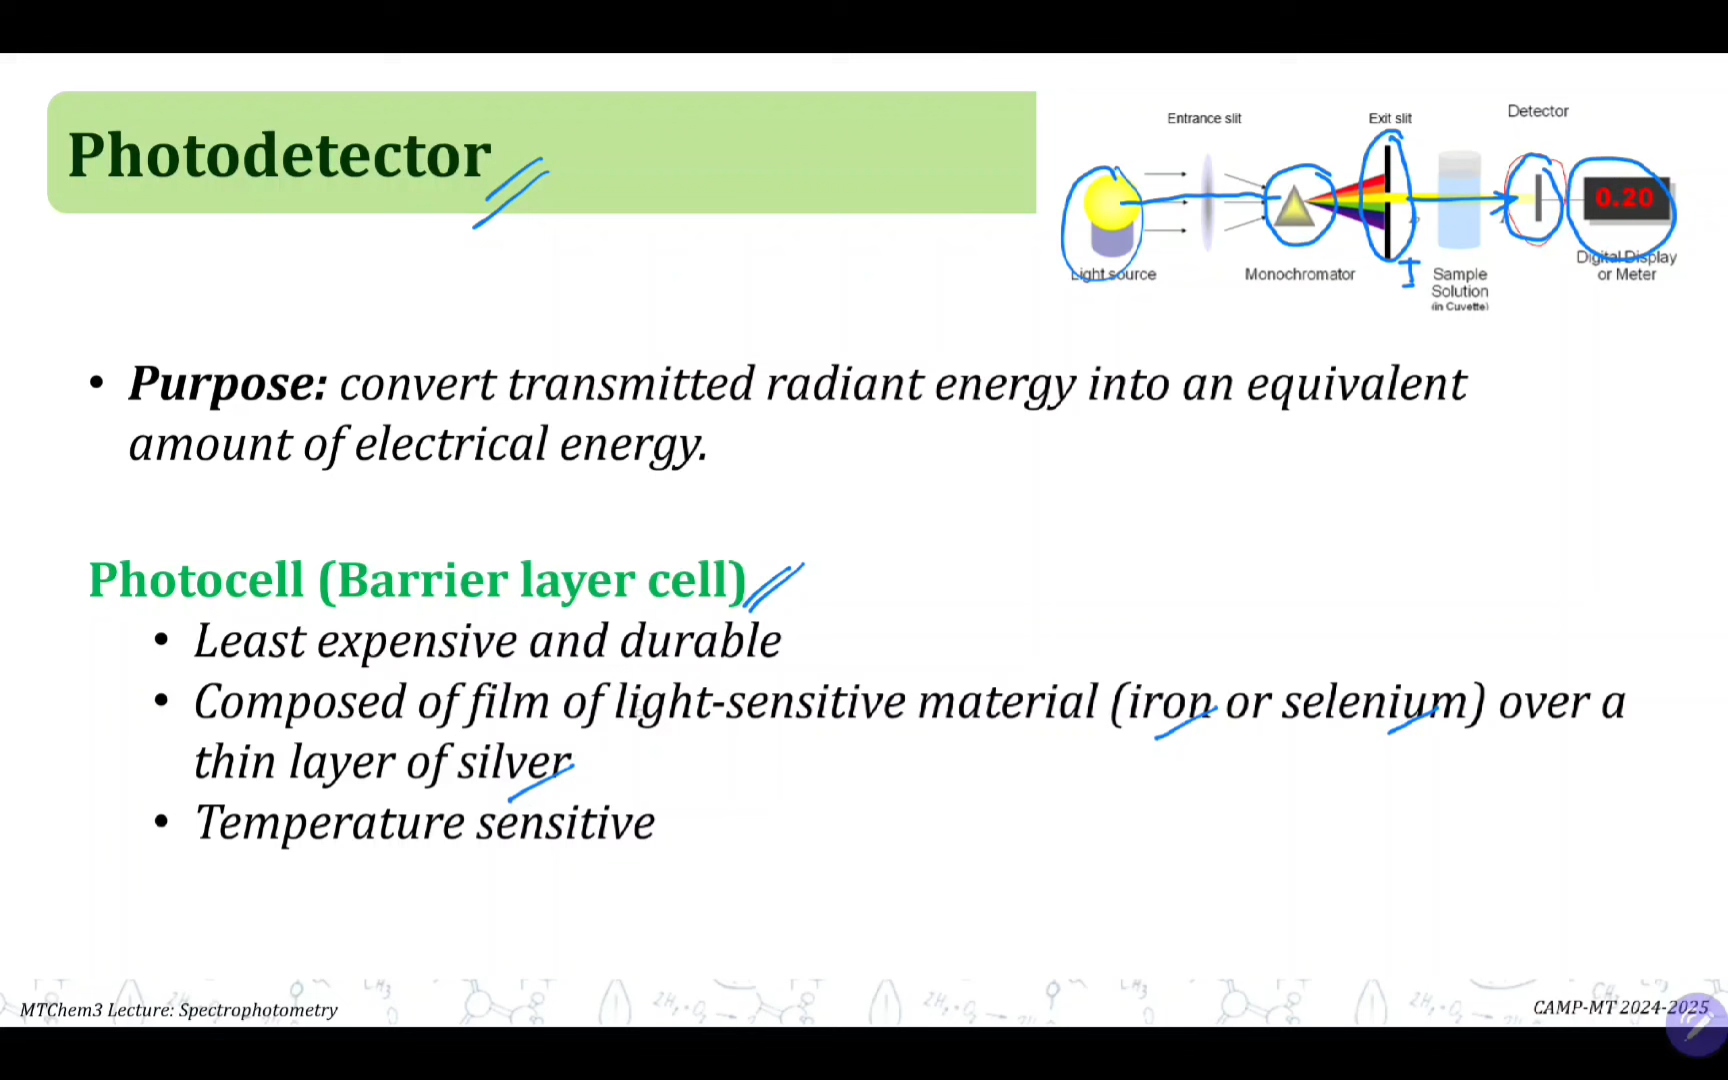 Photodetector
Entrance slit
Exit slit
Detector
0.20
Light source
Monochromator
I
Sample
Solution
(in Cuvette)
Digital Display
or Meter
• Purpose: convert transmitted radiant energy into an equivalent
amount of electrical energy.
Photocell (Barrier layer cell)
• Least expensive and durable
• Composed of film of light-sensitive material (iron or selenium) over a
thin layer of silver
• Temperature sensitive
MTChem3 Lecture: Spectrophotometry
CAMP-MT 2024-2025